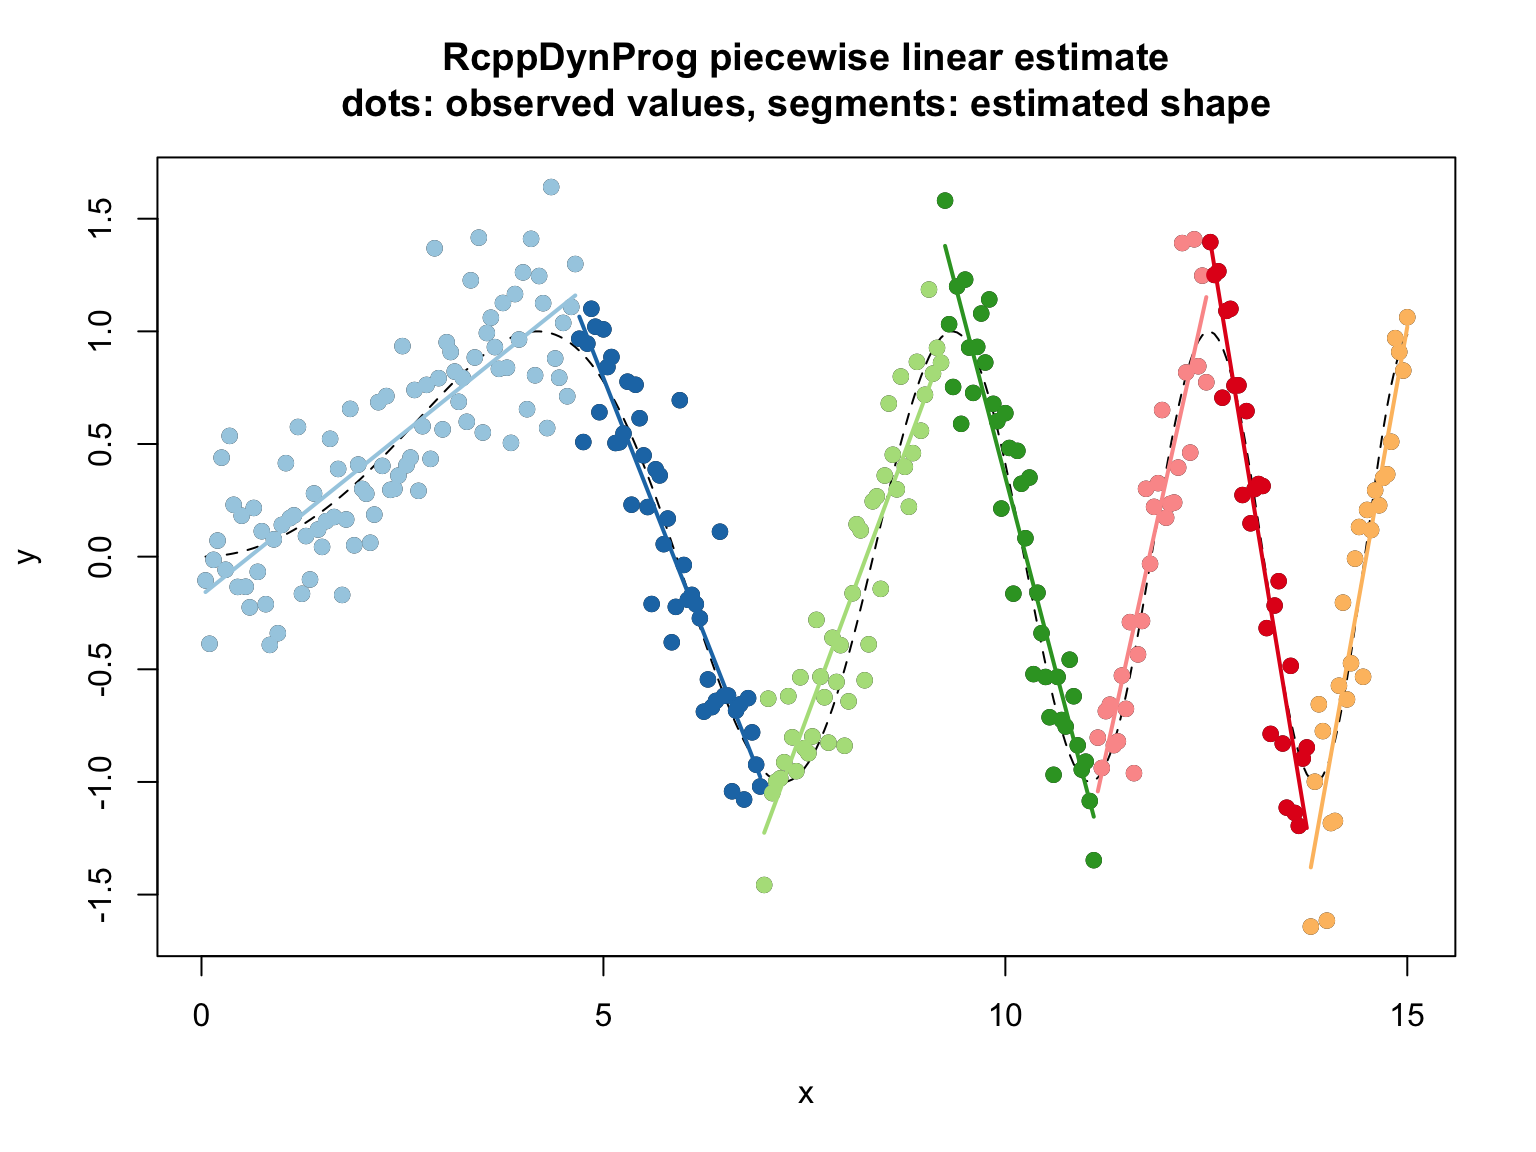 RcppDynProg piecewise linear estimate
dots: observed values, segments: estimated shape
y
1.5
1.0
0.5
0.0
-0.5
-1.0
-1.5
0 5 10 15
x